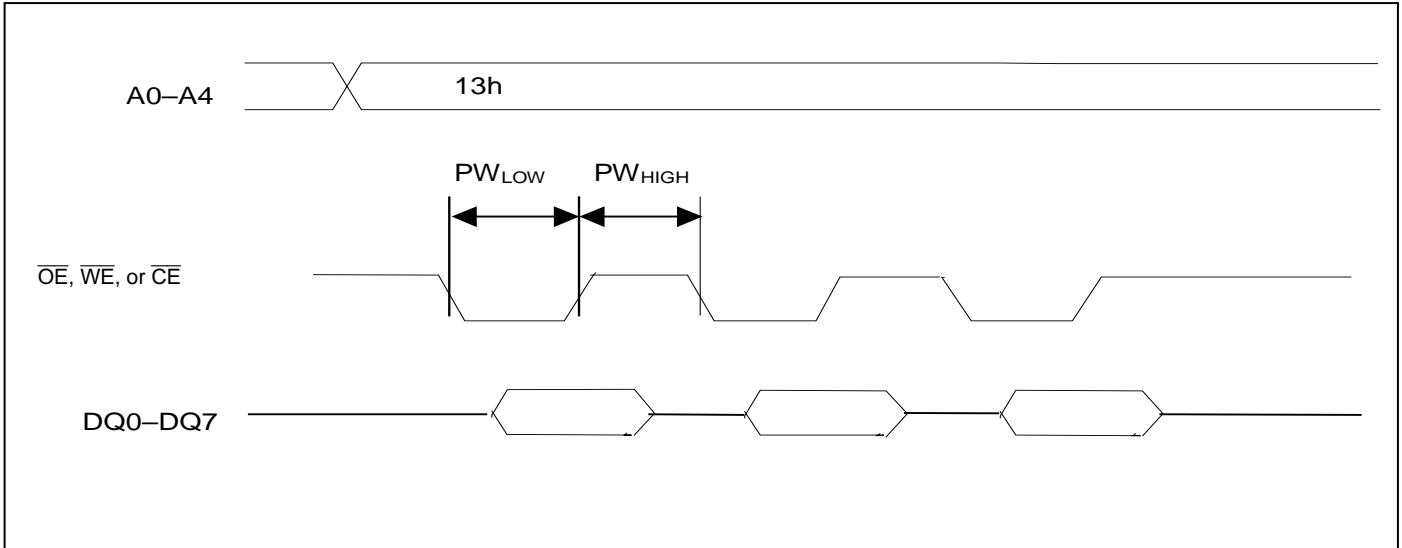 A0–A4
13h
PWLOW PWHIGH
OE, WE, or CE
DQ0–DQ7